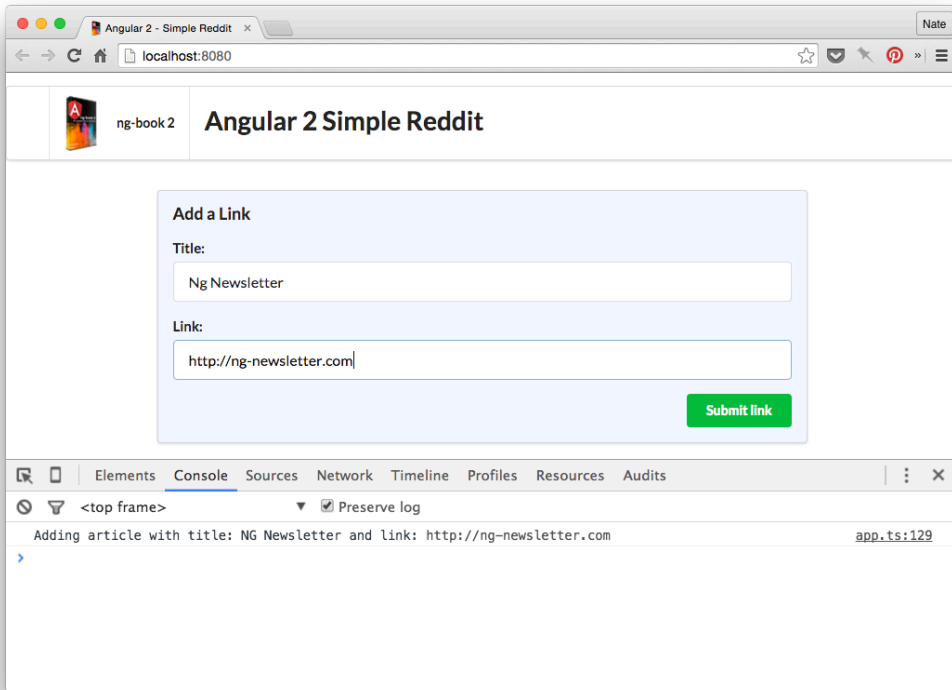 Angular 2 - Simple Reddit ×
Nate
localhost:8080 »
ng-book 2 Angular 2 Simple Reddit
Add a Link
Title:
Ng Newsletter
Link:
http://ng-newsletter.com
Submit link
Elements Console Sources Network Timeline Profiles Resources Audits
<top frame> ▼ Preserve log
Adding article with title: NG Newsletter and link: http://ng-newsletter.com app.ts:129
>